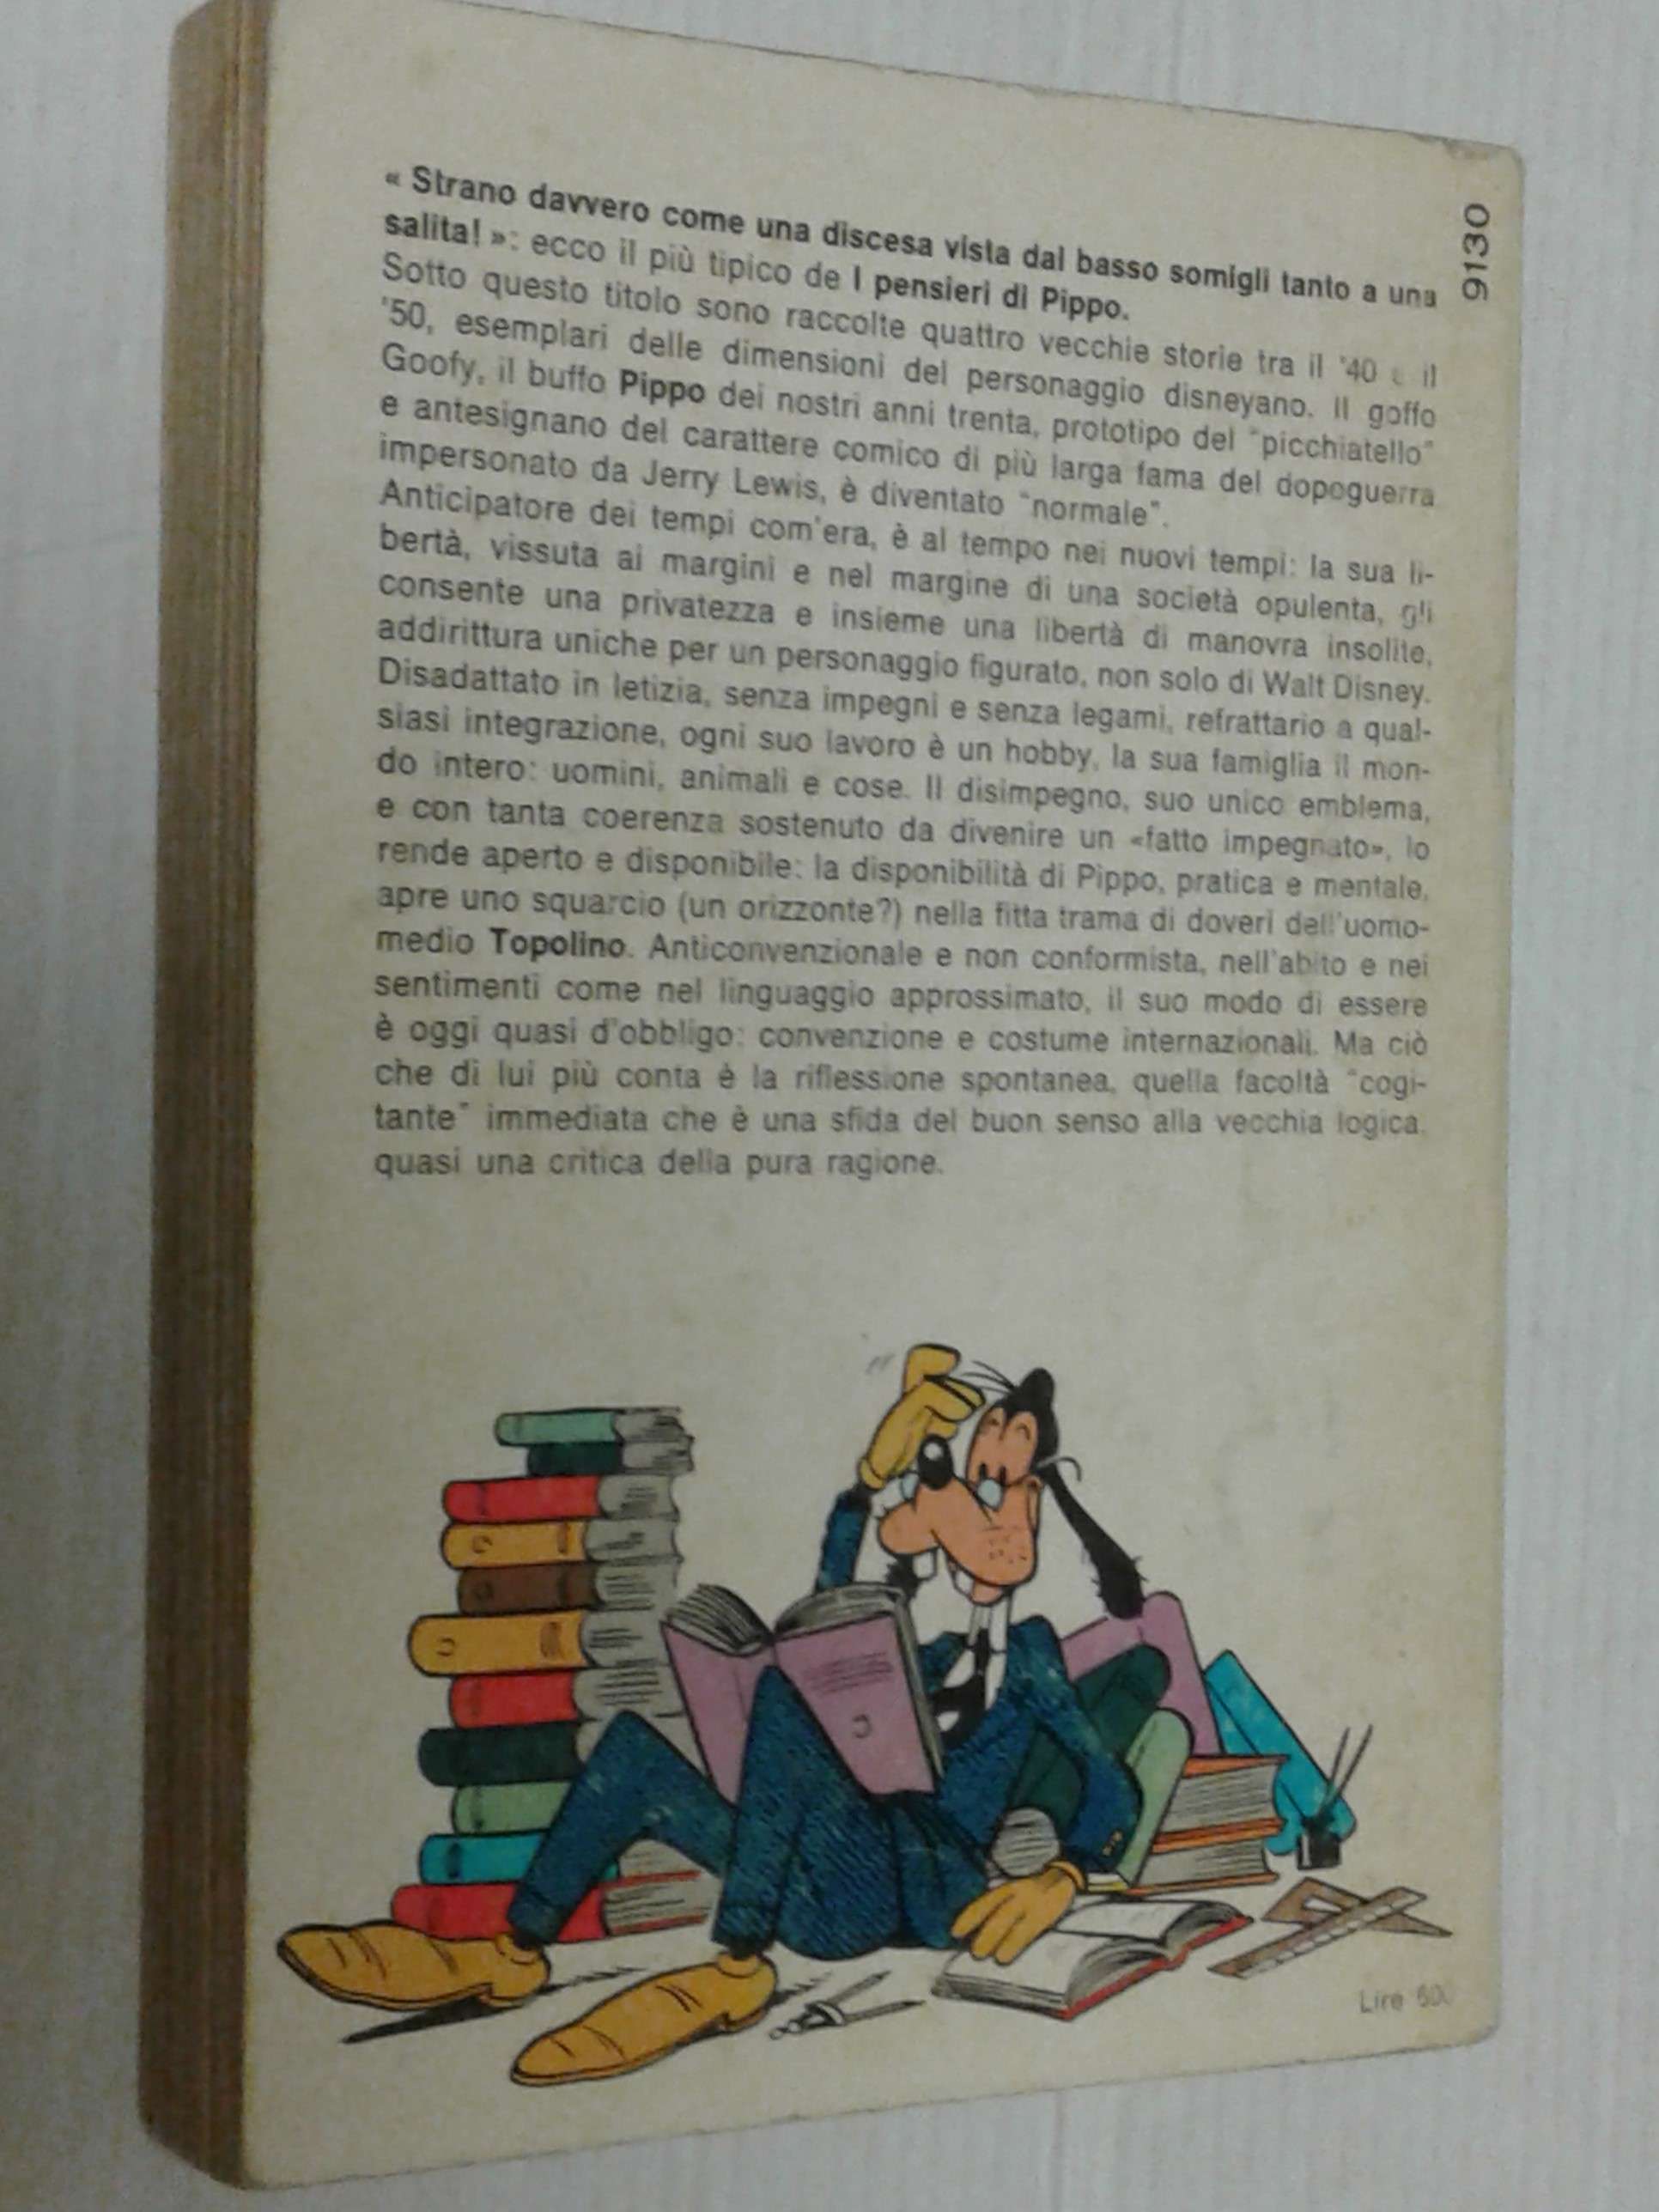 « Strano davvero come una discesa vista dal basso somigli tanto a una
salita! »: ecco il più tipico de I pensieri di Pippo.
Sotto questo titolo sono raccolte quattro vecchie storie tra il '40 e il
'50, esemplari delle dimensioni del personaggio disneyano. Il goffo
Goofy, il buffo Pippo dei nostri anni trenta, prototipo del "picchiatello"
e antesignano del carattere comico di più larga fama del dopoguerra
impersonato da Jerry Lewis, è diventato "normale".
Anticipatore dei tempi com'era, è al tempo nei nuovi tempi: la sua li-
bertà, vissuta ai margini e nel margine di una società opulenta, gli
consente una privatezza e insieme una libertà di manovra insolite,
addirittura uniche per un personaggio figurato, non solo di Walt Disney.
Disadattato in letizia, senza impegni e senza legami, refrattario a qual-
siasi integrazione, ogni suo lavoro è un hobby, la sua famiglia il mon-
do intero: uomini, animali e cose. Il disimpegno, suo unico emblema,
e con tanta coerenza sostenuto da divenire un «fatto impegnato», lo
rende aperto e disponibile: la disponibilità di Pippo, pratica e mentale,
apre uno squarcio (un orizzonte?) nella fitta trama di doveri dell'uomo-
medio Topolino. Anticonvenzionale e non conformista, nell'abito e nei
sentimenti come nel linguaggio approssimato, il suo modo di essere
è oggi quasi d'obbligo: convenzione e costume internazionali. Ma ciò
che di lui più conta è la riflessione spontanea, quella facoltà "cogi-
tante" immediata che è una sfida del buon senso alla vecchia logica,
quasi una critica della pura ragione.
9130
Lire